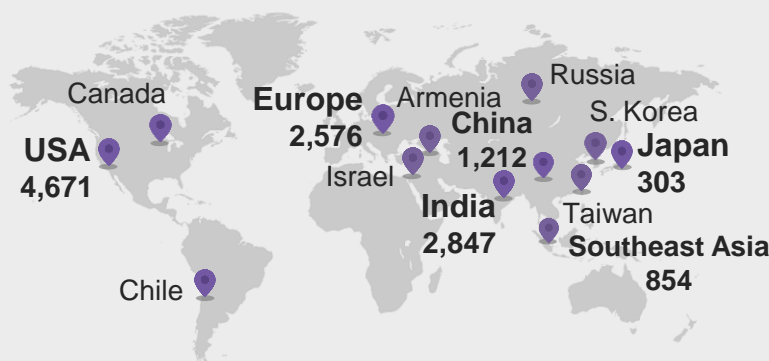 Canada
USA
4,671
Chile
Europe
2,576
Armenia
Israel
Russia
China
1,212
India
2,847
S. Korea
Japan
303
Taiwan
Southeast Asia
854